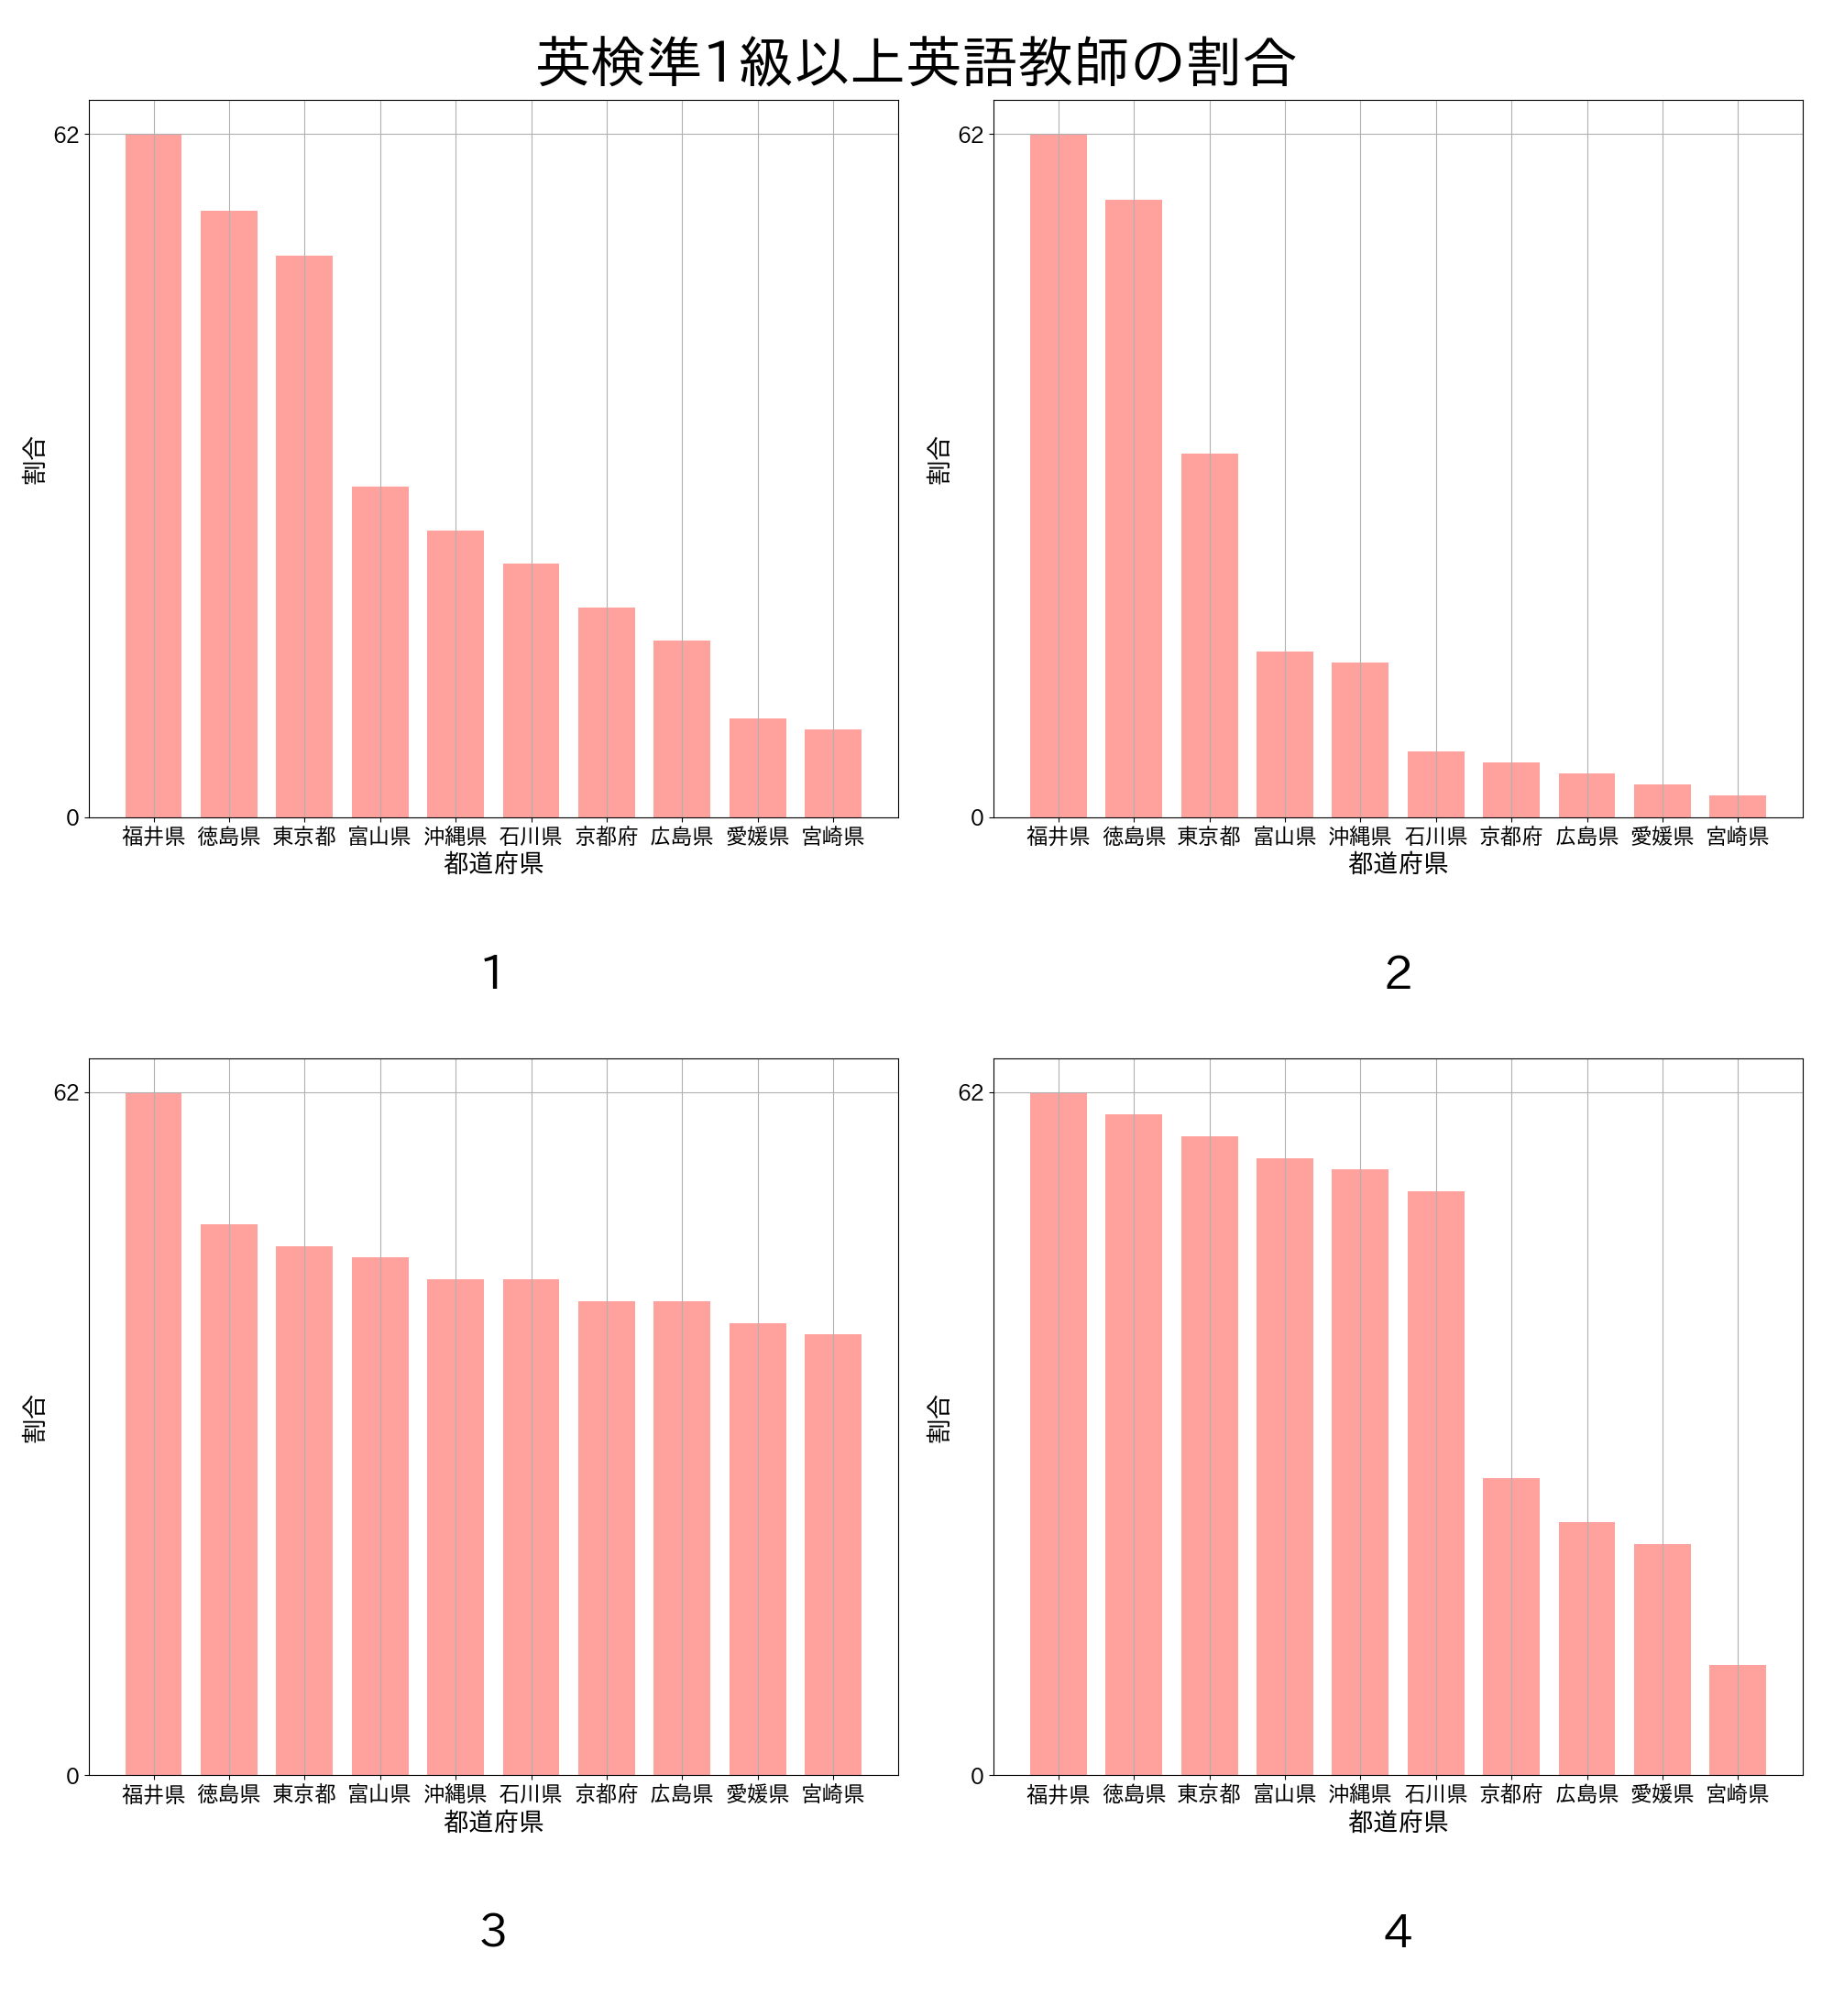 英検準1級以上英語教師の割合
62
0
割合
福井県 徳島県 東京都 富山県 沖縄県 石川県 京都府 広島県 愛媛県 宮崎県
都道府県
1
62
0
割合
福井県 徳島県 東京都 富山県 沖縄県 石川県 京都府 広島県 愛媛県 宮崎県
都道府県
2
62
0
割合
福井県 徳島県 東京都 富山県 沖縄県 石川県 京都府 広島県 愛媛県 宮崎県
都道府県
3
62
0
割合
福井県 徳島県 東京都 富山県 沖縄県 石川県 京都府 広島県 愛媛県 宮崎県
都道府県
4